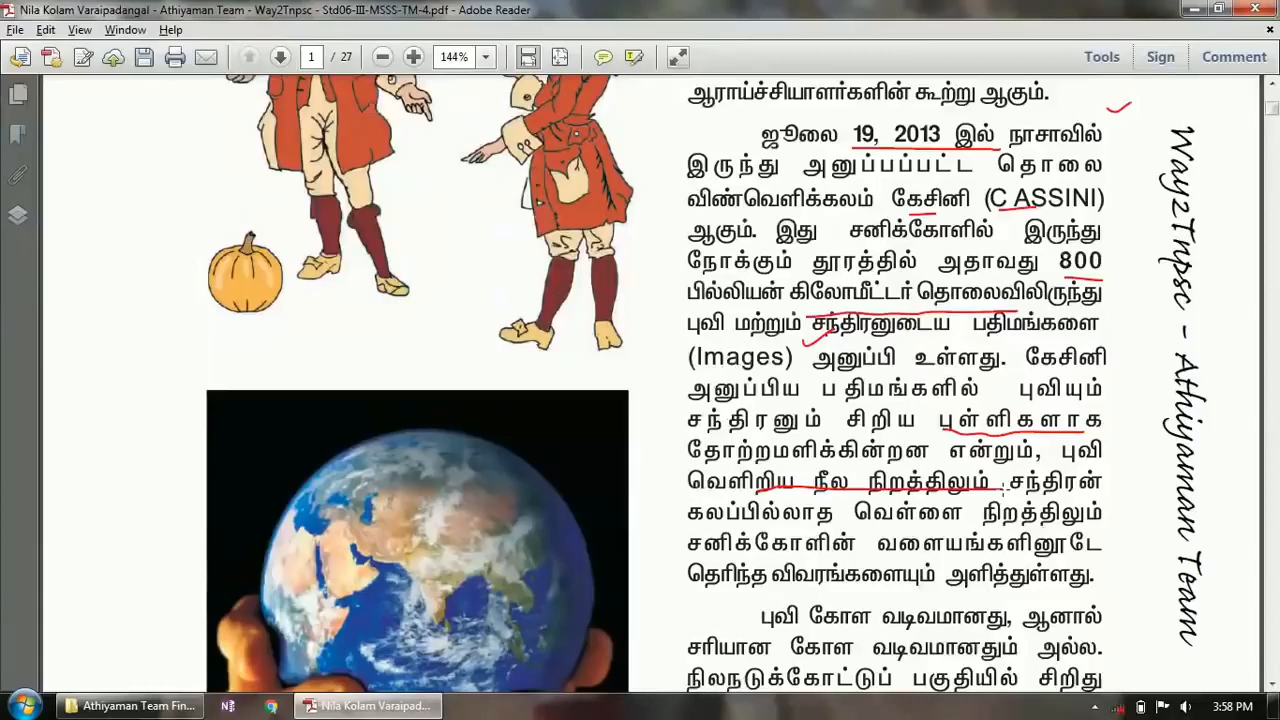 Nila Kolam Varaipadangal - Athiyaman Team - Way2Tnpsc - Std06-III-MSSS-TM-4.pdf - Adobe Reader
File Edit View Window Help
1 / 27 144% Tools Sign Comment
ஆராய்ச்சியாளர்களின் கூற்று ஆகும்.
ஜூலை 19, 2013 இல் நாசாவில்
இருந்து அனுப்பப்பட்ட தொலை
விண்வெளிக்கலம் கேசினி (CASSINI)
ஆகும். இது சனிக்கோளில் இருந்து
நோக்கும் தூரத்தில் அதாவது 800
பில்லியன் கிலோமீட்டர் தொலைவிலிருந்து
புவி மற்றும் சந்திரனுடைய பதிமங்களை
(Images) அனுப்பி உள்ளது. கேசினி
அனுப்பிய பதிமங்களில் புவியும்
சந்திரனும் சிறிய புள்ளிகளாக
தோற்றமளிக்கின்றன என்றும், புவி
வெளிறிய நீல நிறத்திலும் சந்திரன்
கலப்பில்லாத வெள்ளை நிறத்திலும்
சனிக்கோளின் வளையங்களினூடே
தெரிந்த விவரங்களையும் அளித்துள்ளது.
புவி கோள வடிவமானது, ஆனால்
சரியான கோள வடிவமானதும் அல்ல.
நிலநடுக்கோட்டுப் பகுதியில் சிறிது
Way2Tnpsc - Athiyaman Team
Athiyaman Team Fin... Nila Kolam Varaipad... 3:58 PM